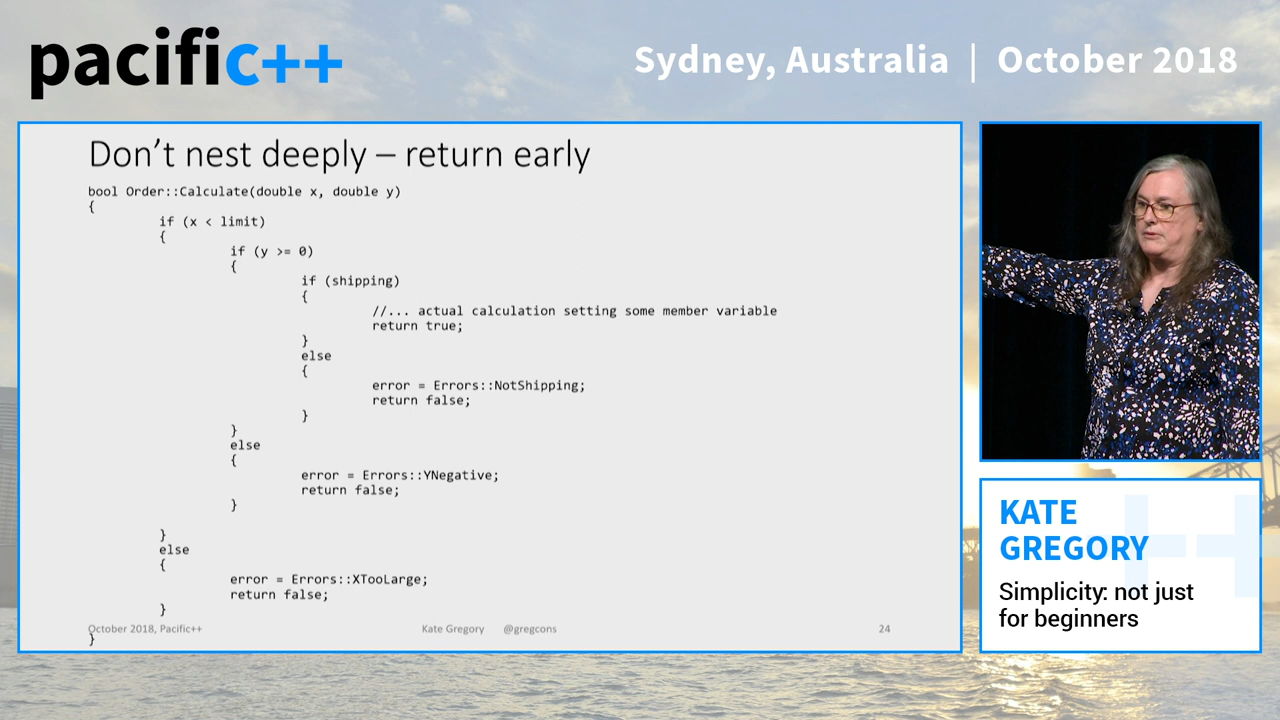 pacific++
Sydney, Australia | October 2018
Don't nest deeply – return early
bool Order::Calculate(double x, double y)
{
if (x < limit)
{
if (y >= 0)
{
if (shipping)
{
//... actual calculation setting some member variable
return true;
}
else
{
error = Errors::NotShipping;
return false;
}
}
else
{
error = Errors::YNegative;
return false;
}
}
else
{
error = Errors::XTooLarge;
return false;
}
October 2018, Pacific++ Kate Gregory @gregcons 24
}
KATE
GREGORY
Simplicity: not just
for beginners